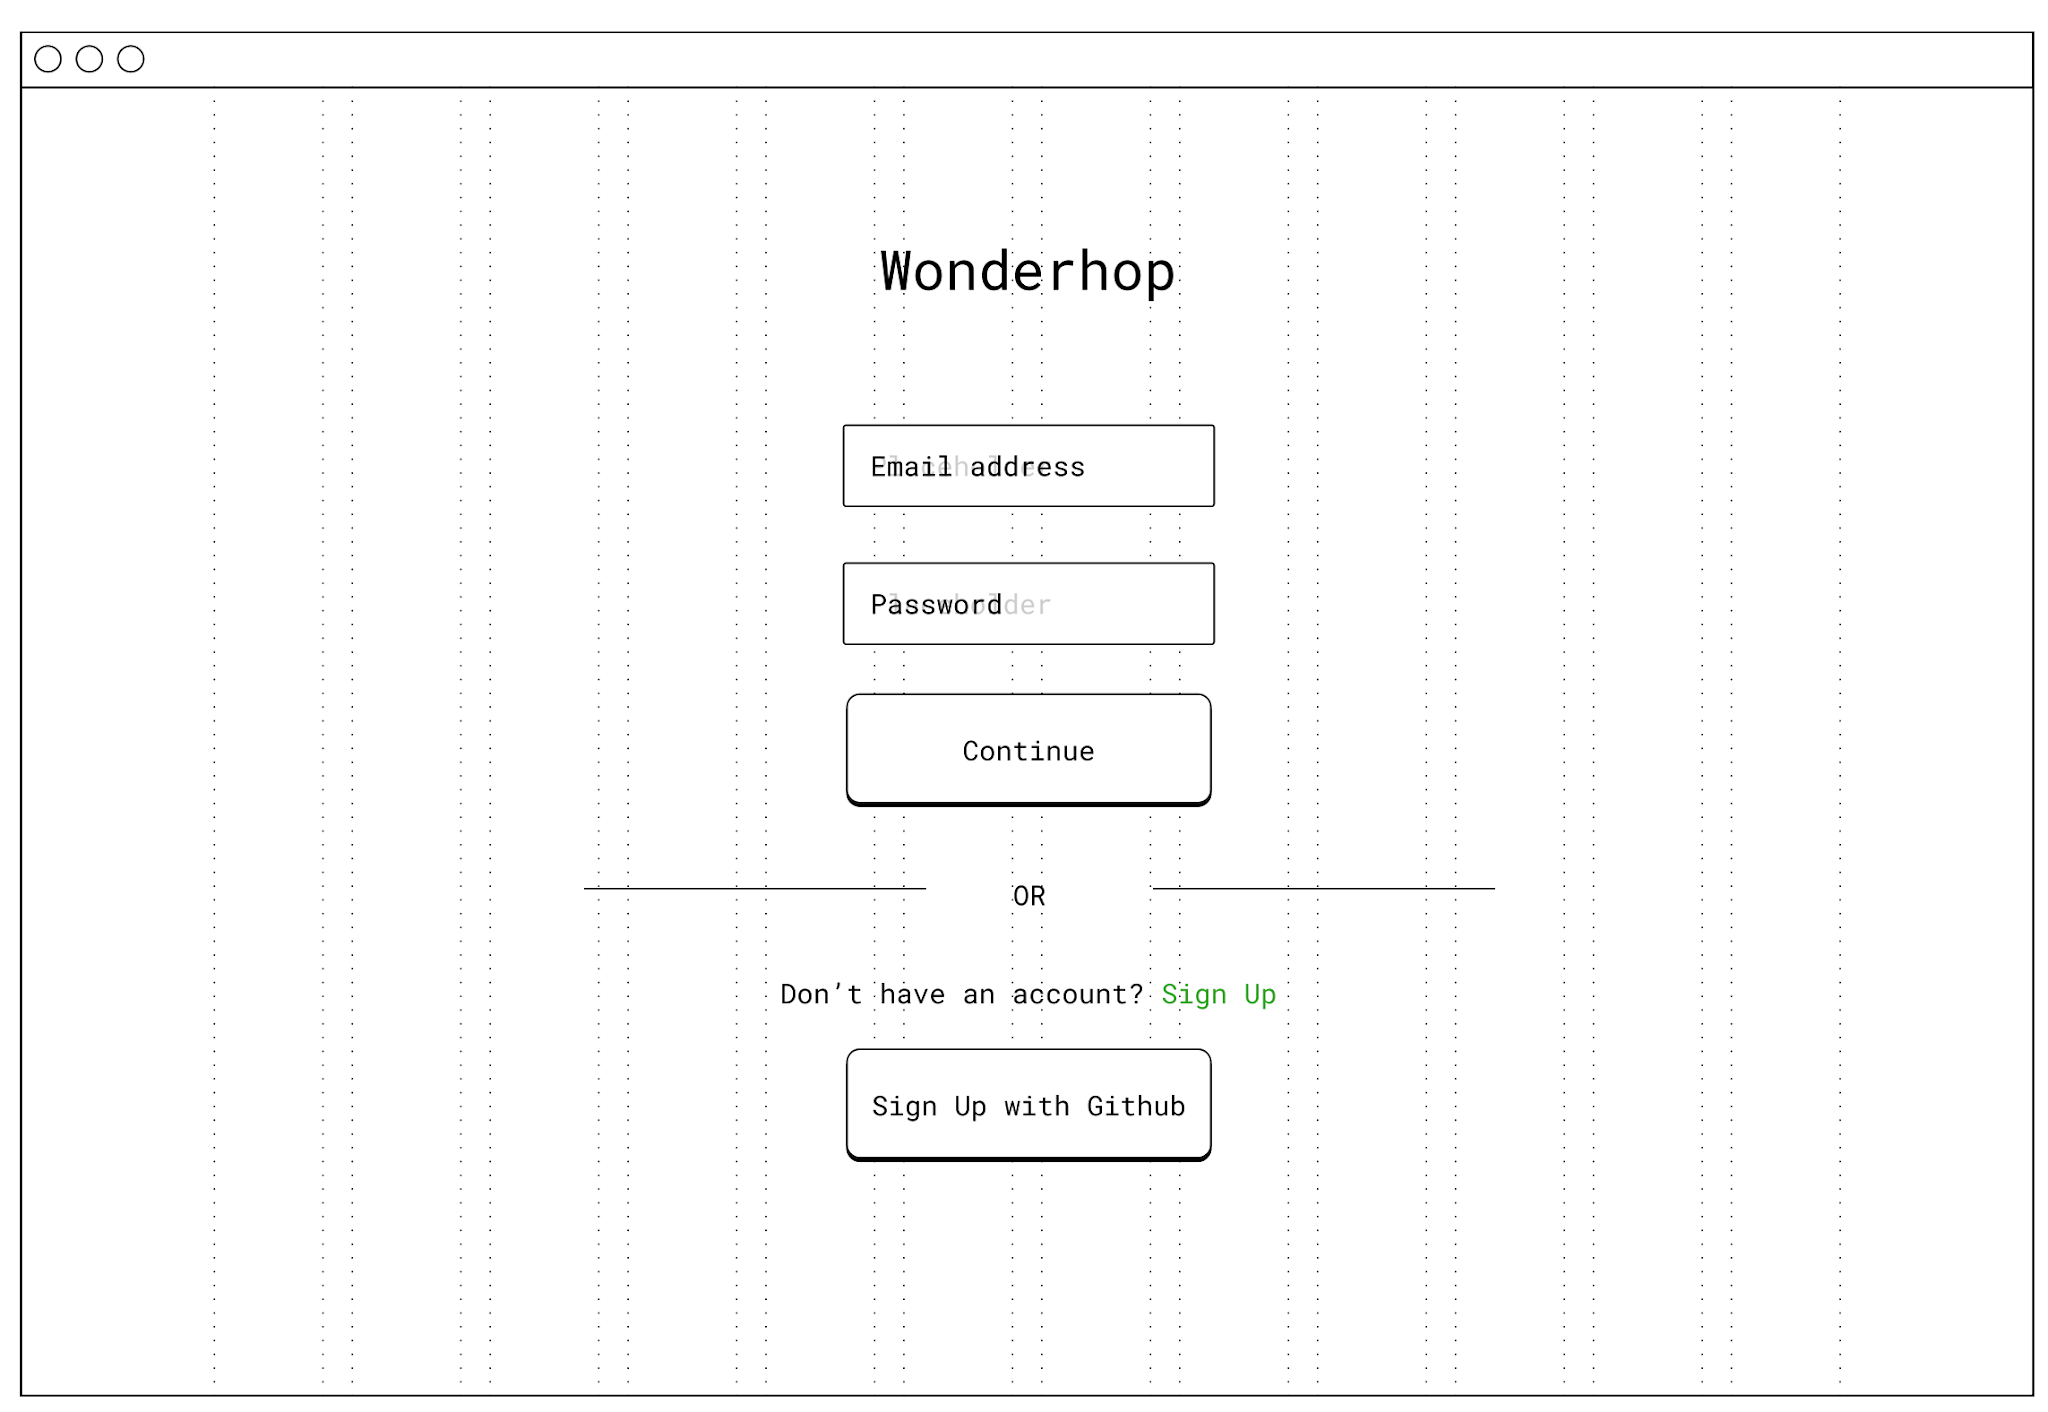 Wonderhop
Email address
Password
Continue
OR
Don’t have an account? Sign Up
Sign Up with Github